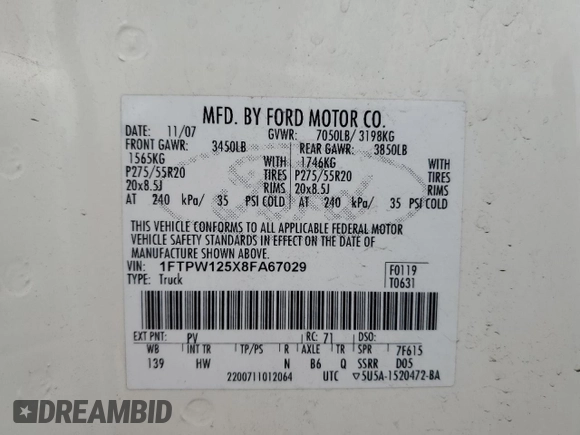 MFD. BY FORD MOTOR CO.
DATE: 11/07 GVWR: 7050LB/ 3198KG
FRONT GAWR: 3450LB REAR GAWR: 3850LB
1565KG WITH 1746KG WITH
P275/55R20 TIRES P275/55R20 TIRES
20x8.5J RIMS 20x8.5J RIMS
AT 240 kPa/ 35 PSI COLD AT 240 kPa/ 35 PSI COLD
THIS VEHICLE CONFORMS TO ALL APPLICABLE FEDERAL MOTOR
VEHICLE SAFETY STANDARDS IN EFFECT ON THE DATE OF
MANUFACTURE SHOWN ABOVE.
VIN: 1FTPW125X8FA67029 F0119
TYPE: Truck T0631
EXT PNT: PV RC: 71 DSO:
WB INT TR TP/PS R AXLE TR SPR 7F615
139 HW N B6 Q SSRR D05
2200711012064 UTC ▽5U5A-1520472-BA
Ford
AUTOBIDMASTER